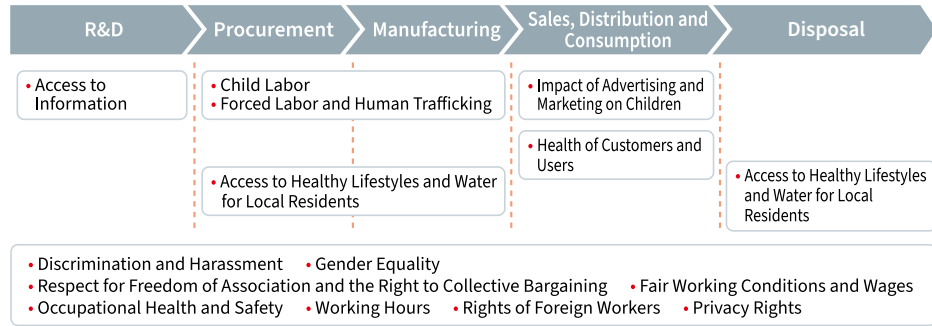 R&D
Procurement
Manufacturing
Sales, Distribution and
Consumption
Disposal
• Access to
Information
• Child Labor
• Forced Labor and Human Trafficking
• Impact of Advertising and
Marketing on Children
• Health of Customers and
Users
• Access to Healthy Lifestyles and Water
for Local Residents
• Access to Healthy Lifestyles
and Water for Local
Residents
• Discrimination and Harassment • Gender Equality
• Respect for Freedom of Association and the Right to Collective Bargaining • Fair Working Conditions and Wages
• Occupational Health and Safety • Working Hours • Rights of Foreign Workers • Privacy Rights